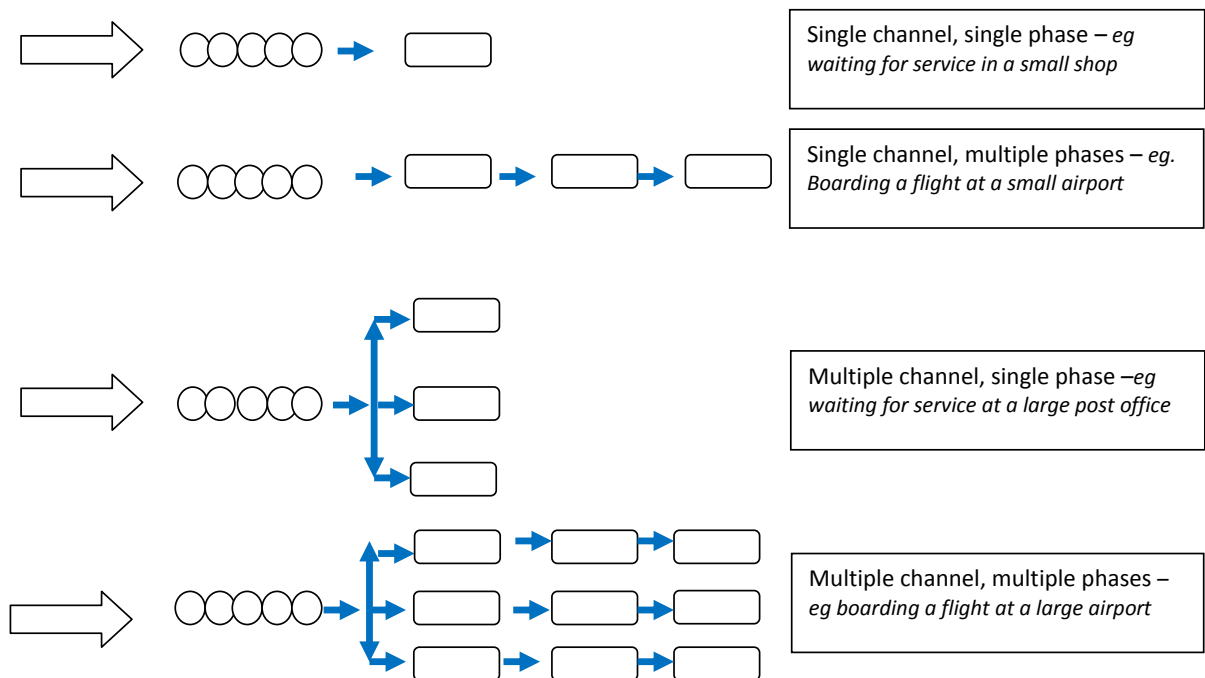 Single channel, single phase – eg
waiting for service in a small shop
Single channel, multiple phases – eg.
Boarding a flight at a small airport
Multiple channel, single phase –eg
waiting for service at a large post office
Multiple channel, multiple phases –
eg boarding a flight at a large airport